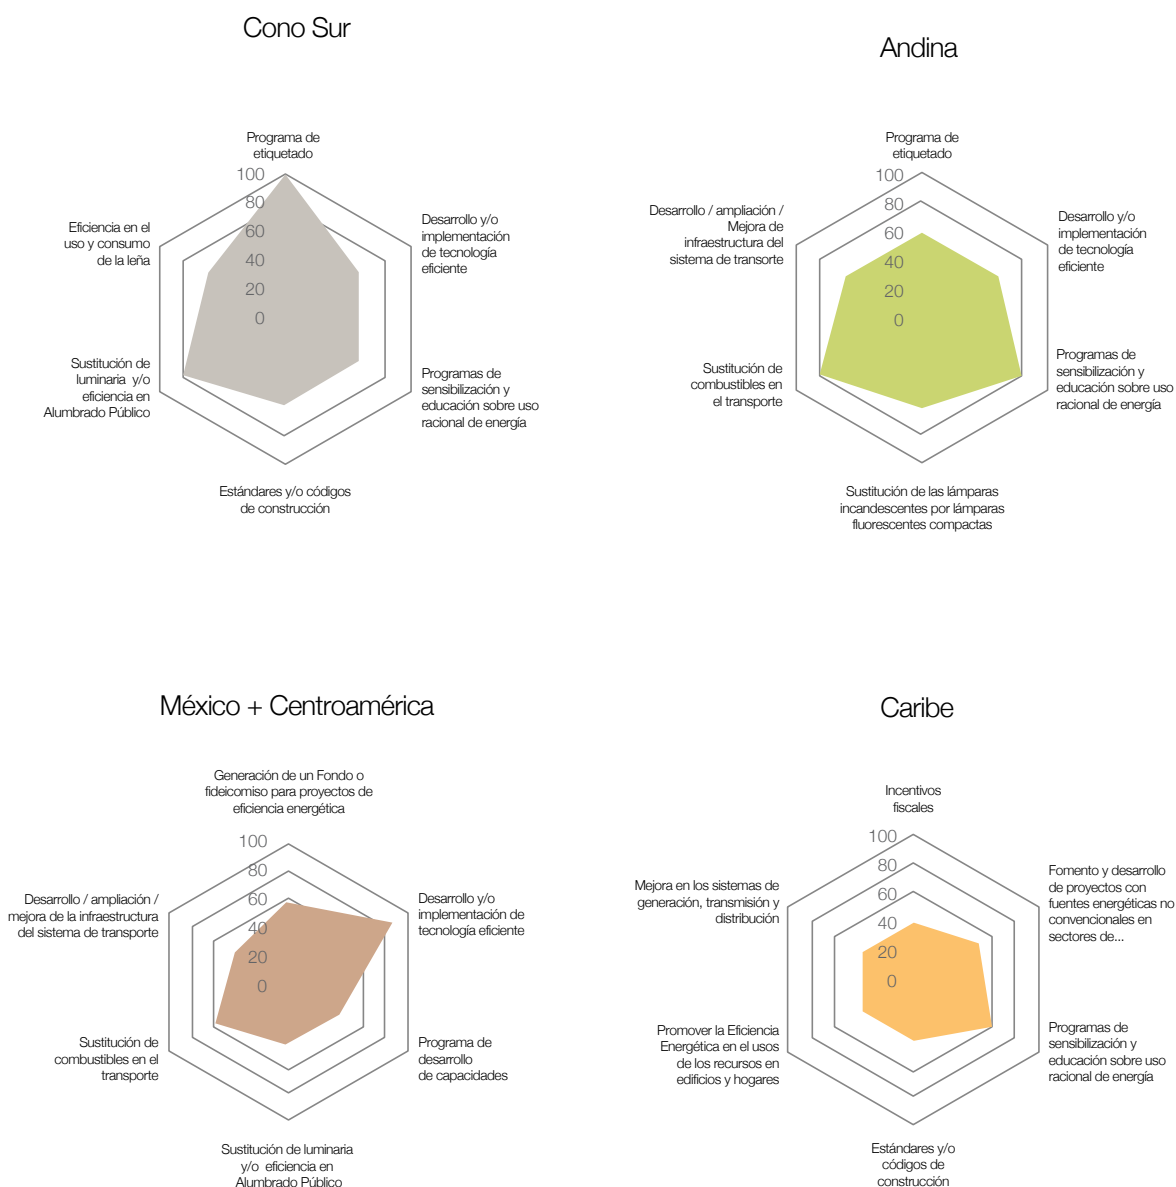 Cono Sur
Programa de
etiquetado
100
80
60
40
20
0
Desarrollo y/o
implementación
de tecnología
eficiente
Programas de
sensibilización y
educación sobre uso
racional de energía
Estándares y/o códigos
de construcción
Sustitución de
luminaria y/o
eficiencia en
Alumbrado Público
Eficiencia en el
uso y consumo
de la leña
Andina
Programa de
etiquetado
100
80
60
40
20
0
Desarrollo y/o
implementación
de tecnología
eficiente
Programas de
sensibilización y
educación sobre uso
racional de energía
Sustitución de las lámparas
incandescentes por lámparas
fluorescentes compactas
Sustitución de
combustibles en
el transporte
Desarrollo / ampliación /
Mejora de
infraestructura del
sistema de transorte
México + Centroamérica
Generación de un Fondo o
fideicomiso para proyectos de
eficiencia energética
100
80
60
40
20
0
Desarrollo y/o
implementación de
tecnología eficiente
Programa de
desarrollo
de capacidades
Sustitución de luminaria
y/o eficiencia en
Alumbrado Público
Sustitución de
combustibles en el
transporte
Desarrollo / ampliación /
mejora de la infraestructura
del sistema de transporte
Caribe
Incentivos
fiscales
100
80
60
40
20
0
Fomento y desarrollo
de proyectos con
fuentes energéticas no
convencionales en
sectores de...
Programas de
sensibilización y
educación sobre uso
racional de energía
Estándares y/o
códigos de
construcción
Promover la Eficiencia
Energética en el usos
de los recursos en
edificios y hogares
Mejora en los sistemas de
generación, transmisión y
distribución